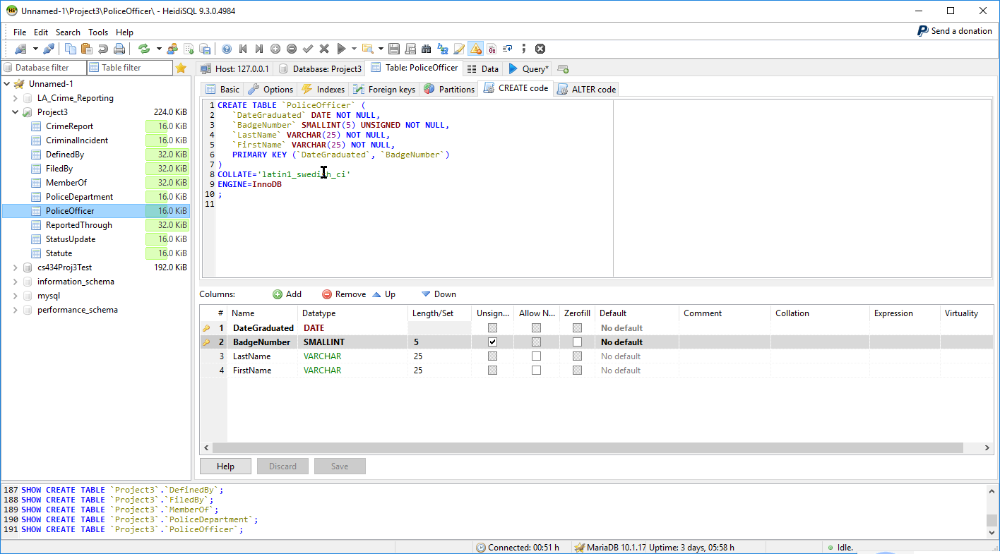 Unnamed-1\Project3\PoliceOfficer\ - HeidiSQL 9.3.0.4984
File Edit Search Tools Help
Send a donation
Database filter Table filter
Host: 127.0.0.1 Database: Project3 Table: PoliceOfficer Data Query*
Basic Options Indexes Foreign keys Partitions CREATE code ALTER code
Unnamed-1
LA_Crime_Reporting
Project3 224.0 KiB
CrimeReport 16.0 KiB
CriminalIncident 16.0 KiB
DefinedBy 32.0 KiB
FiledBy 32.0 KiB
MemberOf 32.0 KiB
PoliceDepartment 16.0 KiB
PoliceOfficer 16.0 KiB
ReportedThrough 32.0 KiB
StatusUpdate 16.0 KiB
Statute 16.0 KiB
cs434Proj3Test 192.0 KiB
information_schema
mysql
performance_schema
1 CREATE TABLE `PoliceOfficer` (
2 `DateGraduated` DATE NOT NULL,
3 `BadgeNumber` SMALLINT(5) UNSIGNED NOT NULL,
4 `LastName` VARCHAR(25) NOT NULL,
5 `FirstName` VARCHAR(25) NOT NULL,
6 PRIMARY KEY (`DateGraduated`, `BadgeNumber`)
7 )
8 COLLATE='latin1_swedish_ci'
9 ENGINE=InnoDB
10 ;
11
Columns: Add Remove Up Down
# Name Datatype Length/Set Unsign... Allow N... Zerofill Default Comment Collation Expression Virtuality
1 DateGraduated DATE No default
2 BadgeNumber SMALLINT 5 No default
3 LastName VARCHAR 25 No default
4 FirstName VARCHAR 25 No default
Help Discard Save
187 SHOW CREATE TABLE `Project3`.`DefinedBy`;
188 SHOW CREATE TABLE `Project3`.`FiledBy`;
189 SHOW CREATE TABLE `Project3`.`MemberOf`;
190 SHOW CREATE TABLE `Project3`.`PoliceDepartment`;
191 SHOW CREATE TABLE `Project3`.`PoliceOfficer`;
Connected: 00:51 h MariaDB 10.1.17 Uptime: 3 days, 05:58 h Idle.